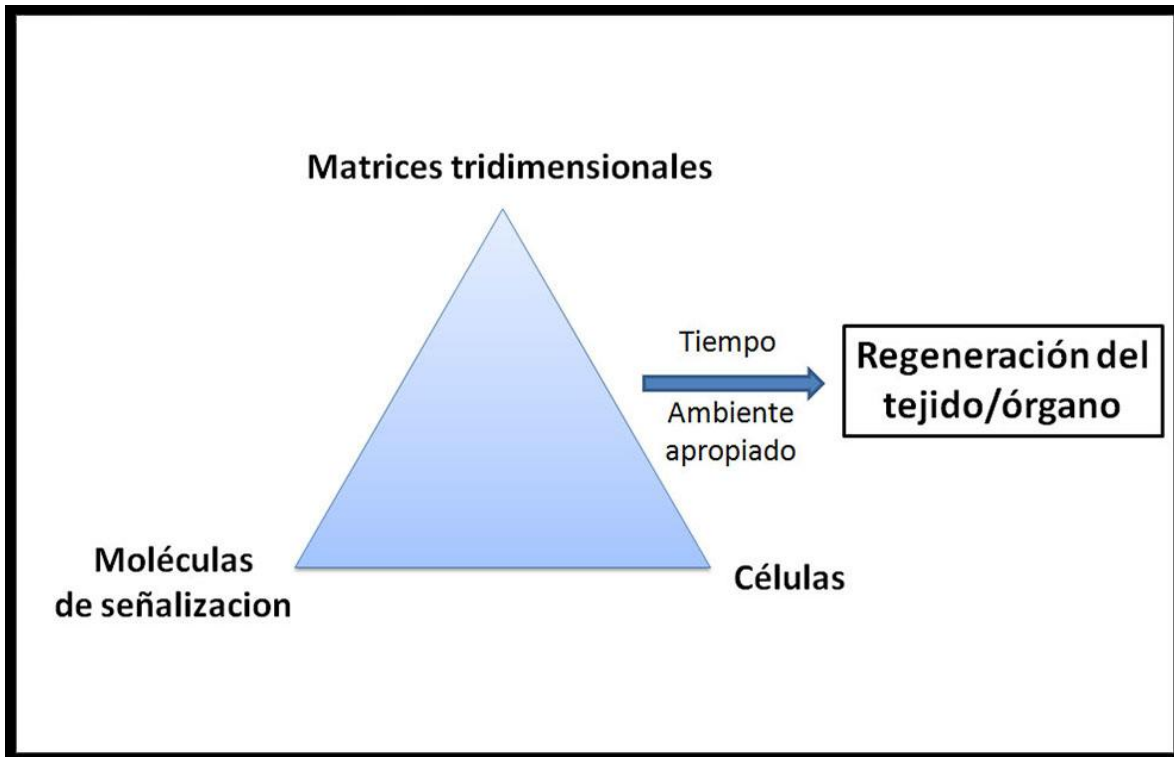 Matrices tridimensionales
Tiempo
Ambiente
apropiado
Regeneración del
tejido/órgano
Moléculas
de señalizacion
Células